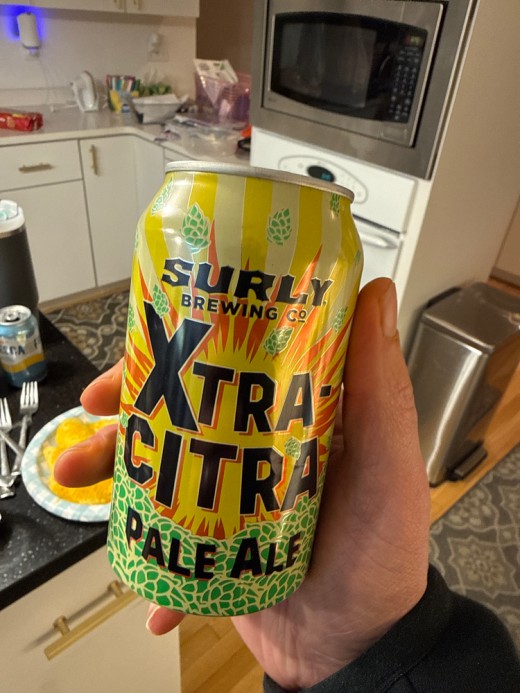 SURLY
BREWING CO
XTRA-
CITRA
PALE ALE